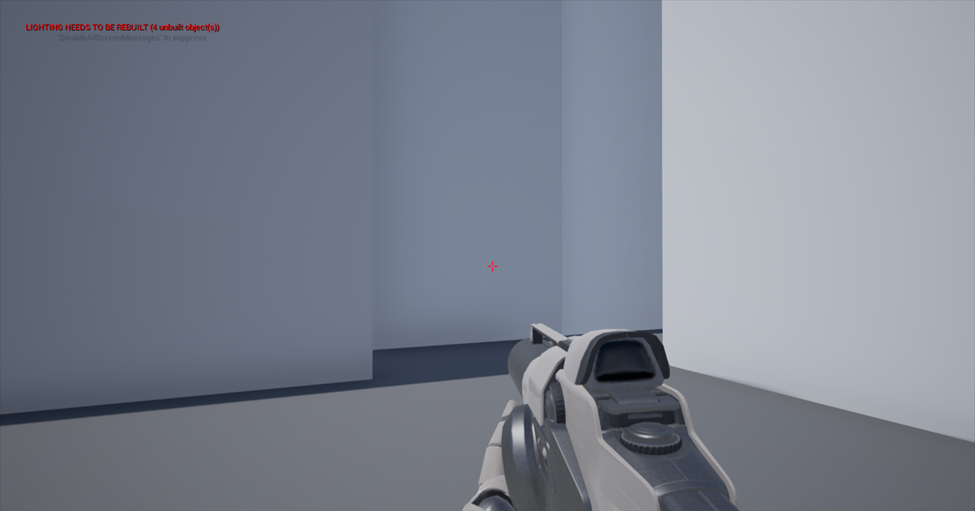 LIGHTING NEEDS TO BE REBUILT (4 unbuilt object(s))
'DisableAllScreenMessages' to suppress